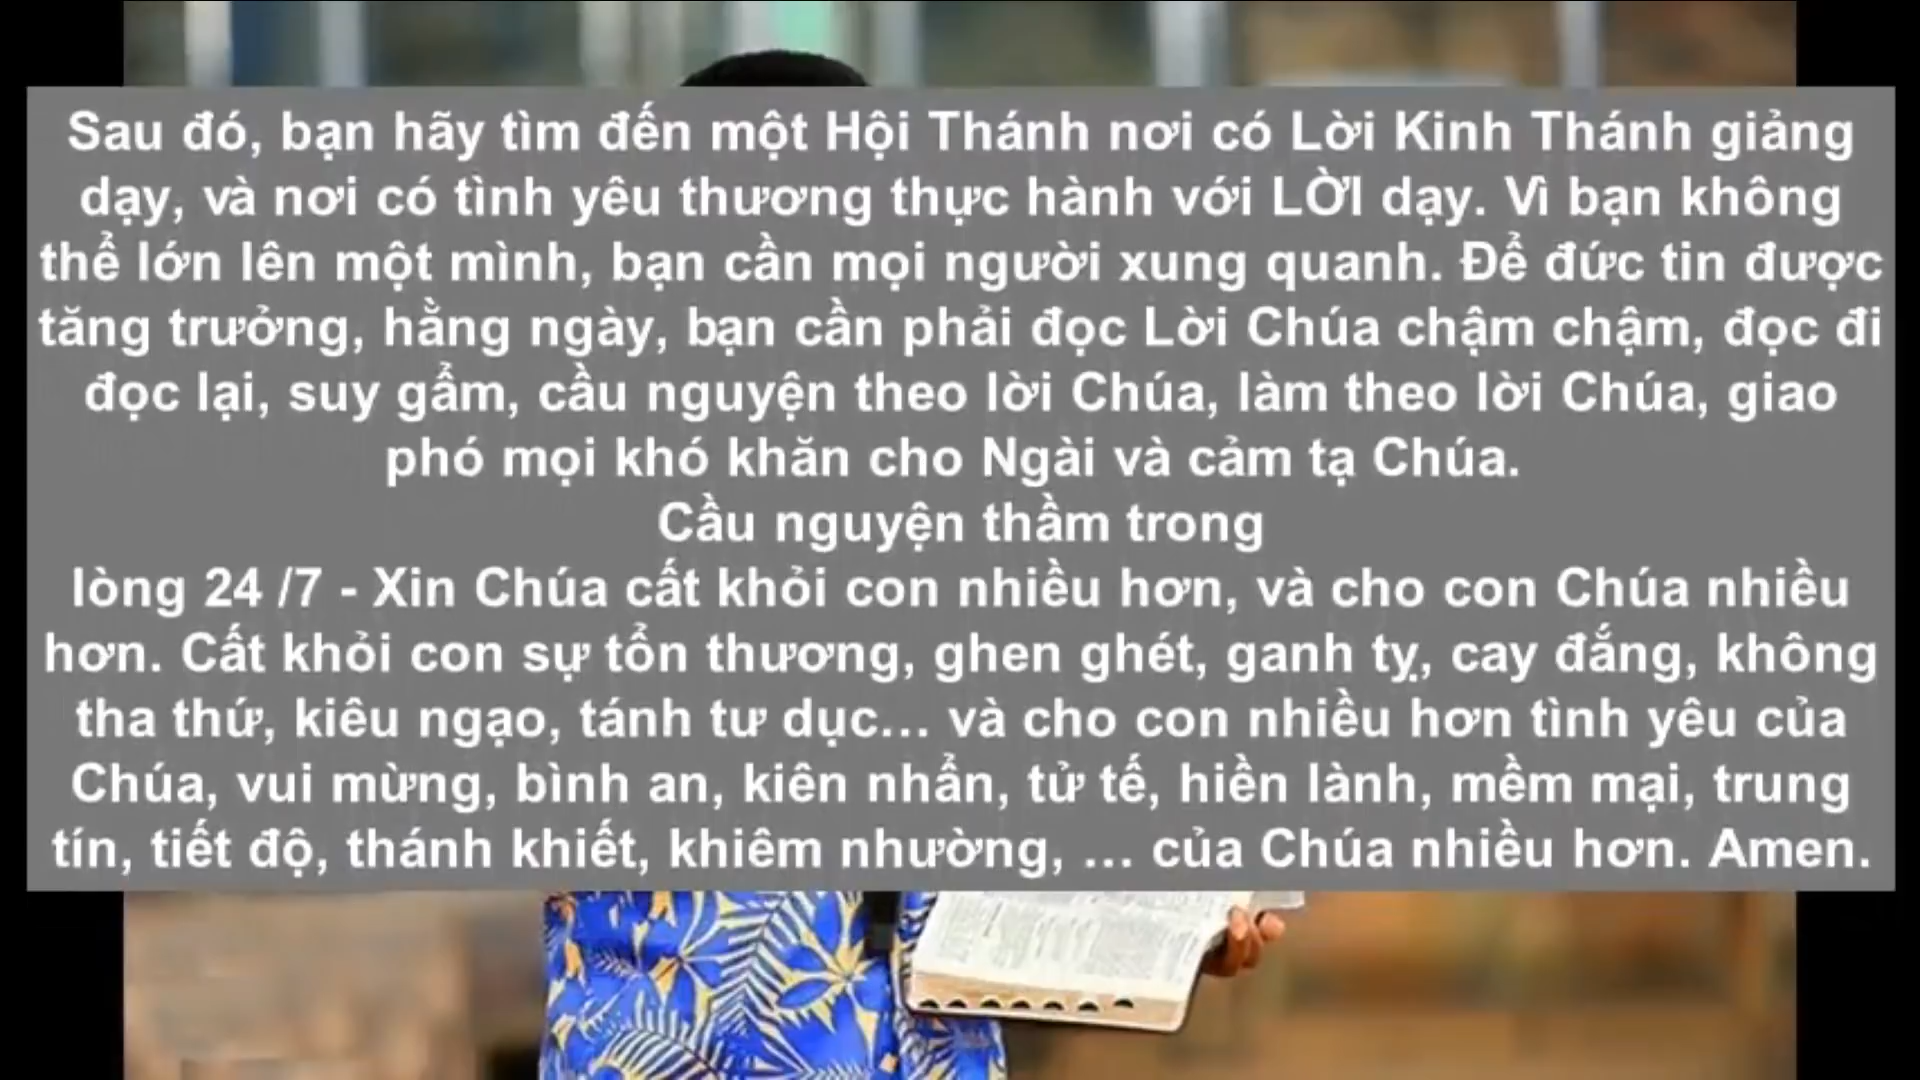 Sau đó, bạn hãy tìm đến một Hội Thánh nơi có Lời Kinh Thánh giảng
dạy, và nơi có tình yêu thương thực hành với LỜI dạy. Vì bạn không
thể lớn lên một mình, bạn cần mọi người xung quanh. Để đức tin được
tăng trưởng, hằng ngày, bạn cần phải đọc Lời Chúa chậm chậm, đọc đi
đọc lại, suy gẩm, cầu nguyện theo lời Chúa, làm theo lời Chúa, giao
phó mọi khó khăn cho Ngài và cảm tạ Chúa.
Cầu nguyện thầm trong
lòng 24 /7 - Xin Chúa cất khỏi con nhiều hơn, và cho con Chúa nhiều
hơn. Cất khỏi con sự tổn thương, ghen ghét, ganh tỵ, cay đắng, không
tha thứ, kiêu ngạo, tánh tư dục... và cho con nhiều hơn tình yêu của
Chúa, vui mừng, bình an, kiên nhẩn, tử tế, hiền lành, mềm mại, trung
tín, tiết độ, thánh khiết, khiêm nhường, ... của Chúa nhiều hơn. Amen.